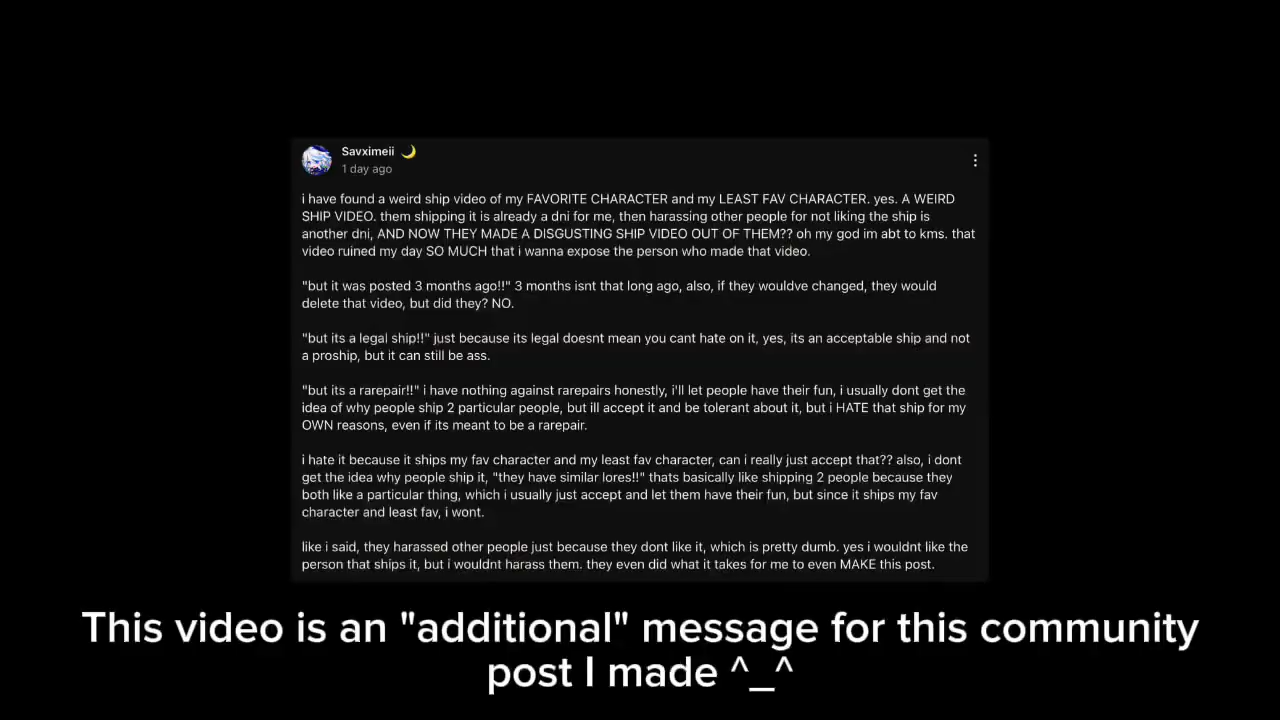 Savximeii 🌙
1 day ago
i have found a weird ship video of my FAVORITE CHARACTER and my LEAST FAV CHARACTER. yes. A WEIRD
SHIP VIDEO. them shipping it is already a dni for me, then harassing other people for not liking the ship is
another dni, AND NOW THEY MADE A DISGUSTING SHIP VIDEO OUT OF THEM?? oh my god im abt to kms. that
video ruined my day SO MUCH that i wanna expose the person who made that video.
"but it was posted 3 months ago!!" 3 months isnt that long ago, also, if they wouldve changed, they would
delete that video, but did they? NO.
"but its a legal ship!!" just because its legal doesnt mean you cant hate on it, yes, its an acceptable ship and not
a proship, but it can still be ass.
"but its a rarepair!!" i have nothing against rarepairs honestly, i'll let people have their fun, i usually dont get the
idea of why people ship 2 particular people, but ill accept it and be tolerant about it, but i HATE that ship for my
OWN reasons, even if its meant to be a rarepair.
i hate it because it ships my fav character and my least fav character, can i really just accept that?? also, i dont
get the idea why people ship it, "they have similar lores!!" thats basically like shipping 2 people because they
both like a particular thing, which i usually just accept and let them have their fun, but since it ships my fav
character and least fav, i wont.
like i said, they harassed other people just because they dont like it, which is pretty dumb. yes i wouldnt like the
person that ships it, but i wouldnt harass them. they even did what it takes for me to even MAKE this post.
This video is an "additional" message for this community
post I made ^_^